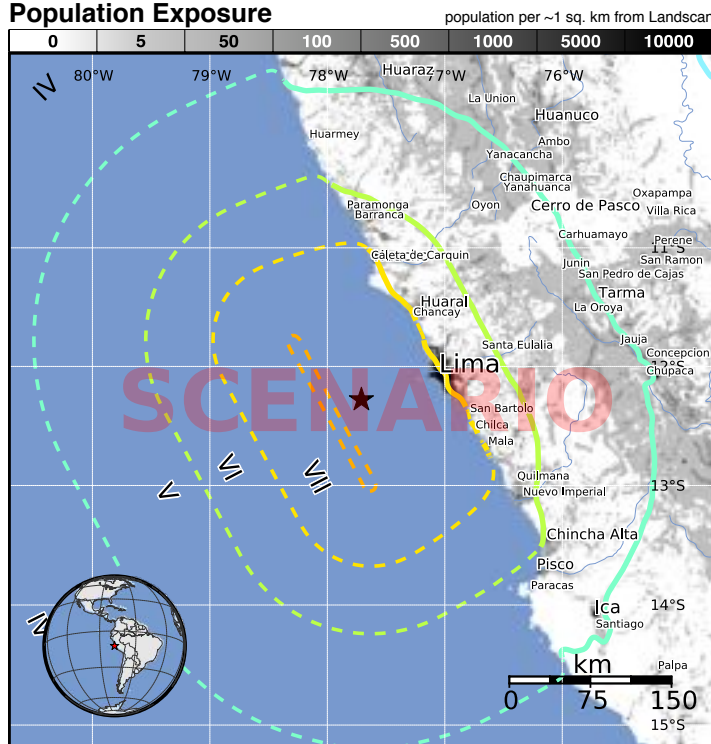 Population Exposure
population per ~1 sq. km from Landscan
0 5 50 100 500 1000 5000 10000
IV
80°W 79°W 78°W 77°W 76°W
Huaraz
La Union
Huanuco
Huarmey
Ambo
Yanacancha
Chaupimarca
Yanahuanca
Oxapampa
Paramonga
Oyon
Cerro de Pasco
Villa Rica
Barranca
Carhuamayo
Perene
11°S
Caleta de Carquin
San Ramon
Junin
San Pedro de Cajas
Tarma
Huaral
La Oroya
Chancay
Jauja
Santa Eulalia
Concepcion
12°S
Lima
Chupaca
SCENARIO
San Bartolo
Chilca
Mala
VI
VII
V
Quilmana
13°S
Nuevo Imperial
Chincha Alta
Pisco
Paracas
Ica
14°S
IV
Santiago
km
Palpa
0 75 150
15°S